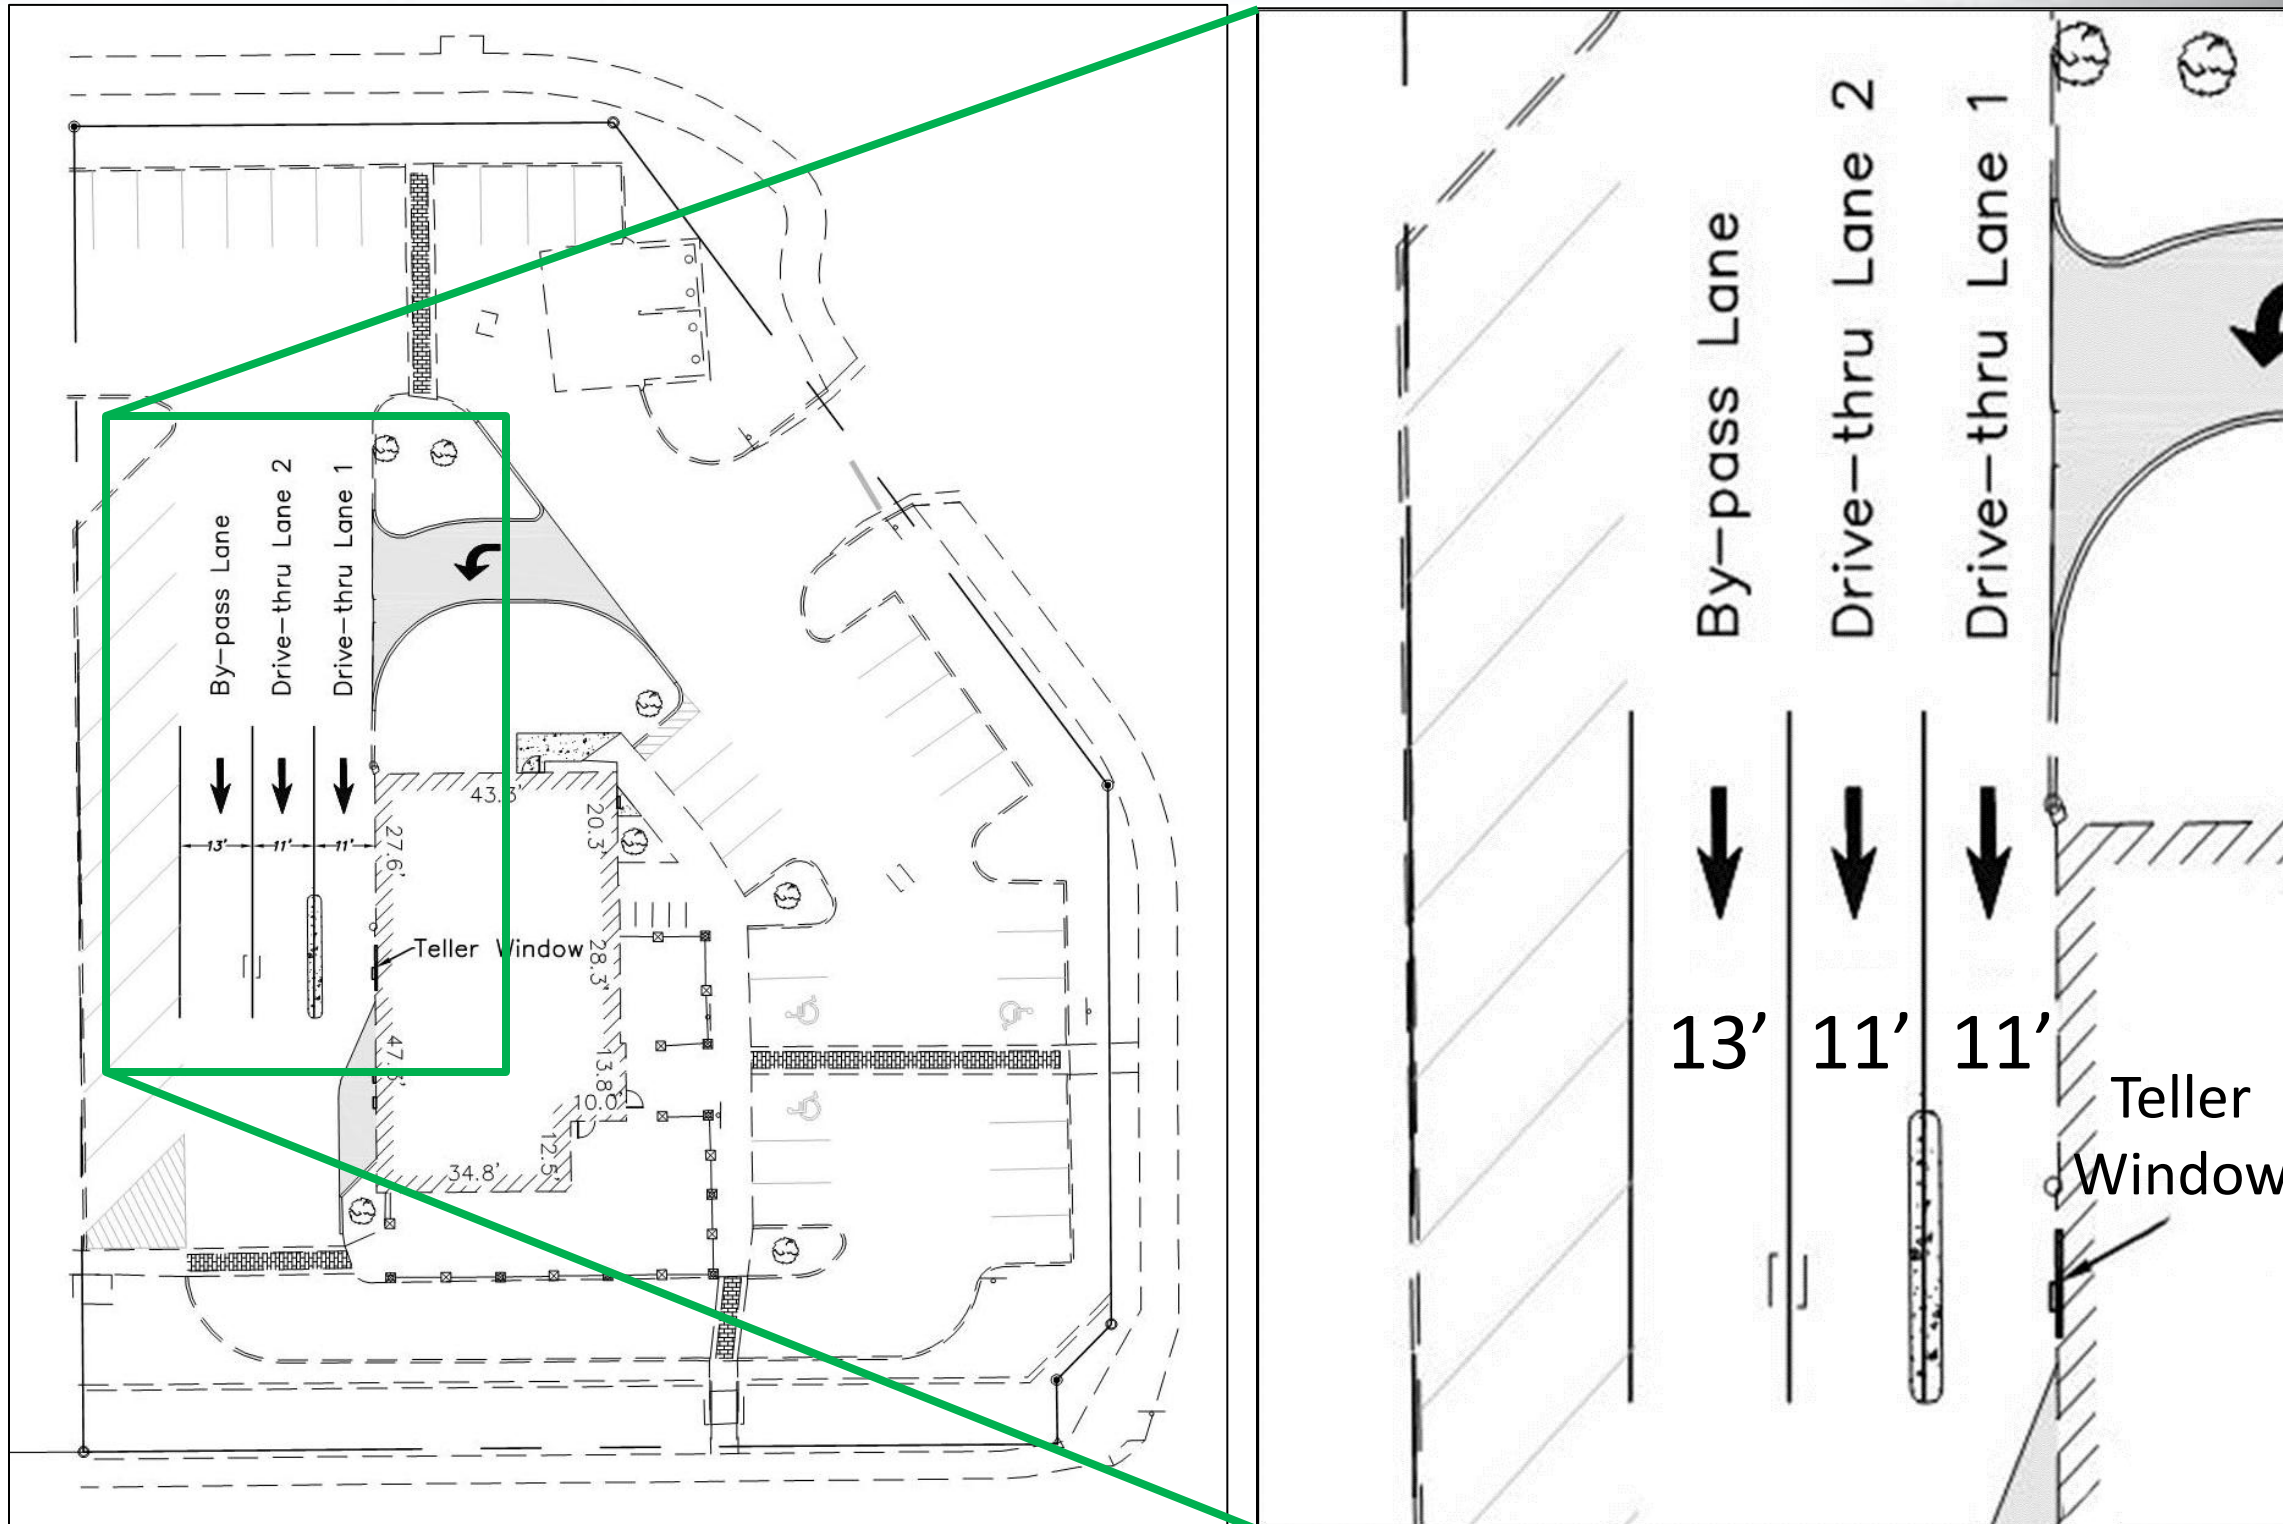 By-pass Lane
Drive-thru Lane 2
Drive-thru Lane 1
13'
11'
11'
43.3'
27.6'
20.3'
Teller Window
28.3'
47.3'
13.8'
10.0'
12.5'
34.8'
By-pass Lane
Drive-thru Lane 2
Drive-thru Lane 1
13’
11’
11’
Teller
Window